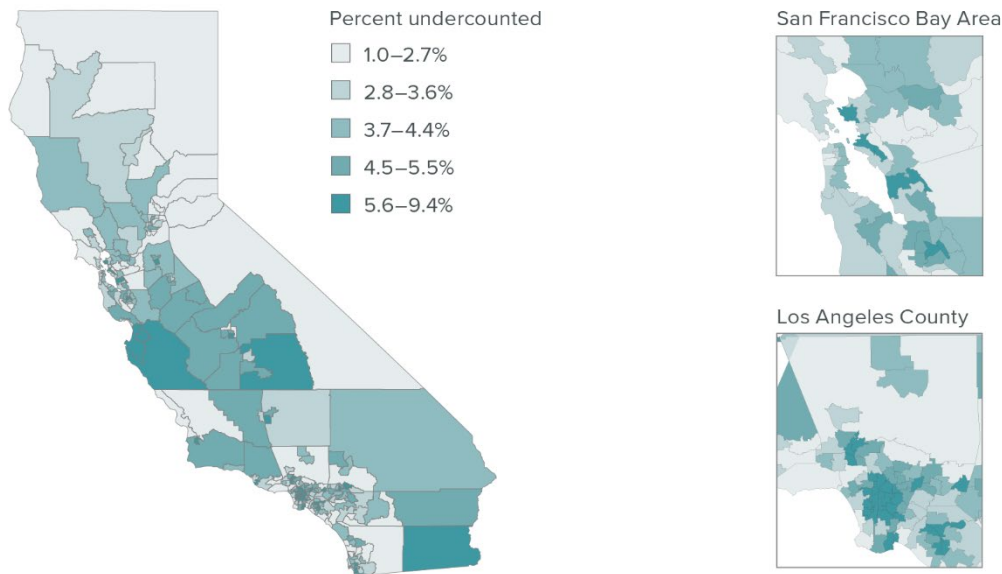 Percent undercounted
1.0–2.7%
2.8–3.6%
3.7–4.4%
4.5–5.5%
5.6–9.4%
San Francisco Bay Area
Los Angeles County